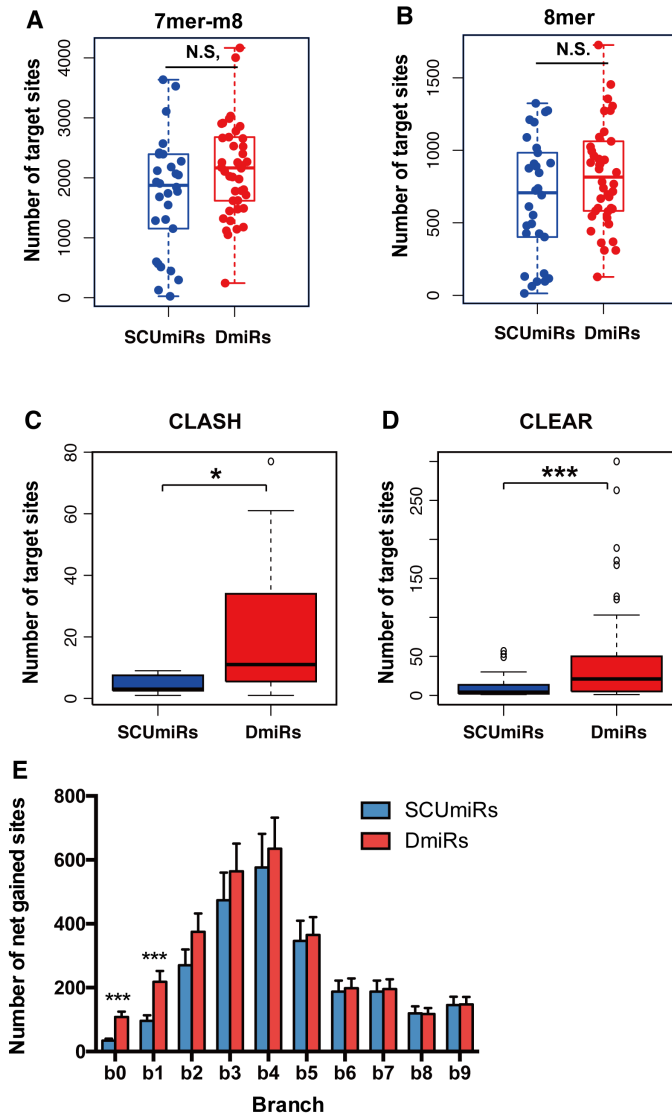 A
7mer-m8
N.S,
Number of target sites
4000
3000
2000
1000
0
SCUmiRs DmiRs
B
8mer
N.S.
Number of target sites
1500
1000
500
0
SCUmiRs DmiRs
C
CLASH
*
Number of target sites
80
60
40
20
0
SCUmiRs DmiRs
D
CLEAR
***
Number of target sites
250
150
50
0
SCUmiRs DmiRs
E
SCUmiRs
DmiRs
Number of net gained sites
800
600
400
200
0
***
***
b0 b1 b2 b3 b4 b5 b6 b7 b8 b9
Branch